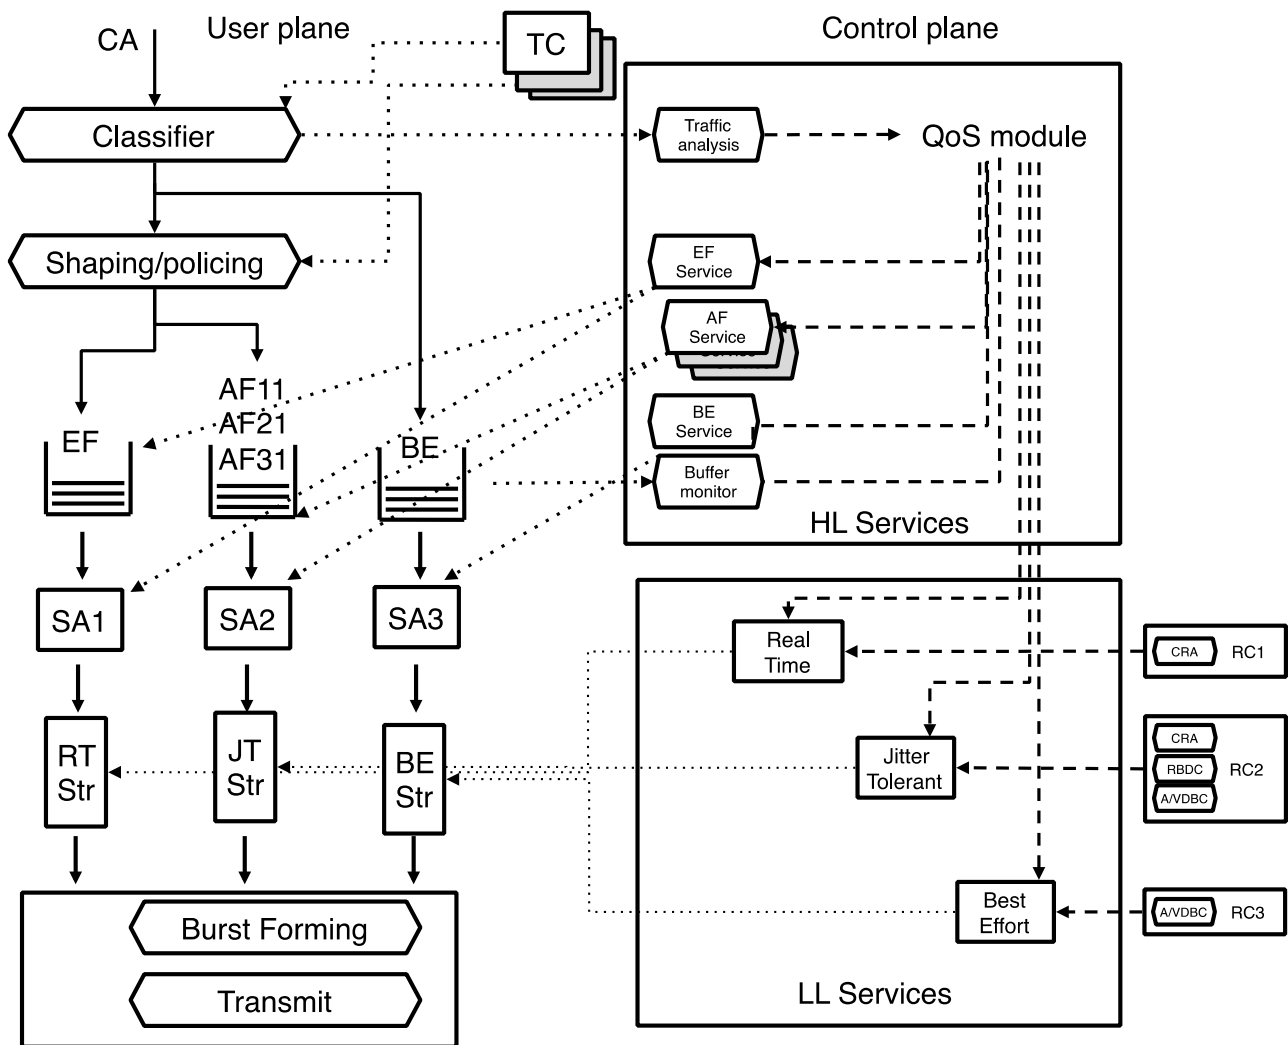 User plane
Control plane
CA
TC
Classifier
Traffic
analysis
QoS module
Shaping/policing
EF
Service
AF
Service
AF11
AF21
AF31
EF
BE
BE
Service
Buffer
monitor
HL Services
SA1
SA2
SA3
Real
Time
CRA
RC1
RT
Str
JT
Str
BE
Str
Jitter
Tolerant
CRA
RBDC
A/VDBC
RC2
Best
Effort
A/VDBC
RC3
Burst Forming
Transmit
LL Services